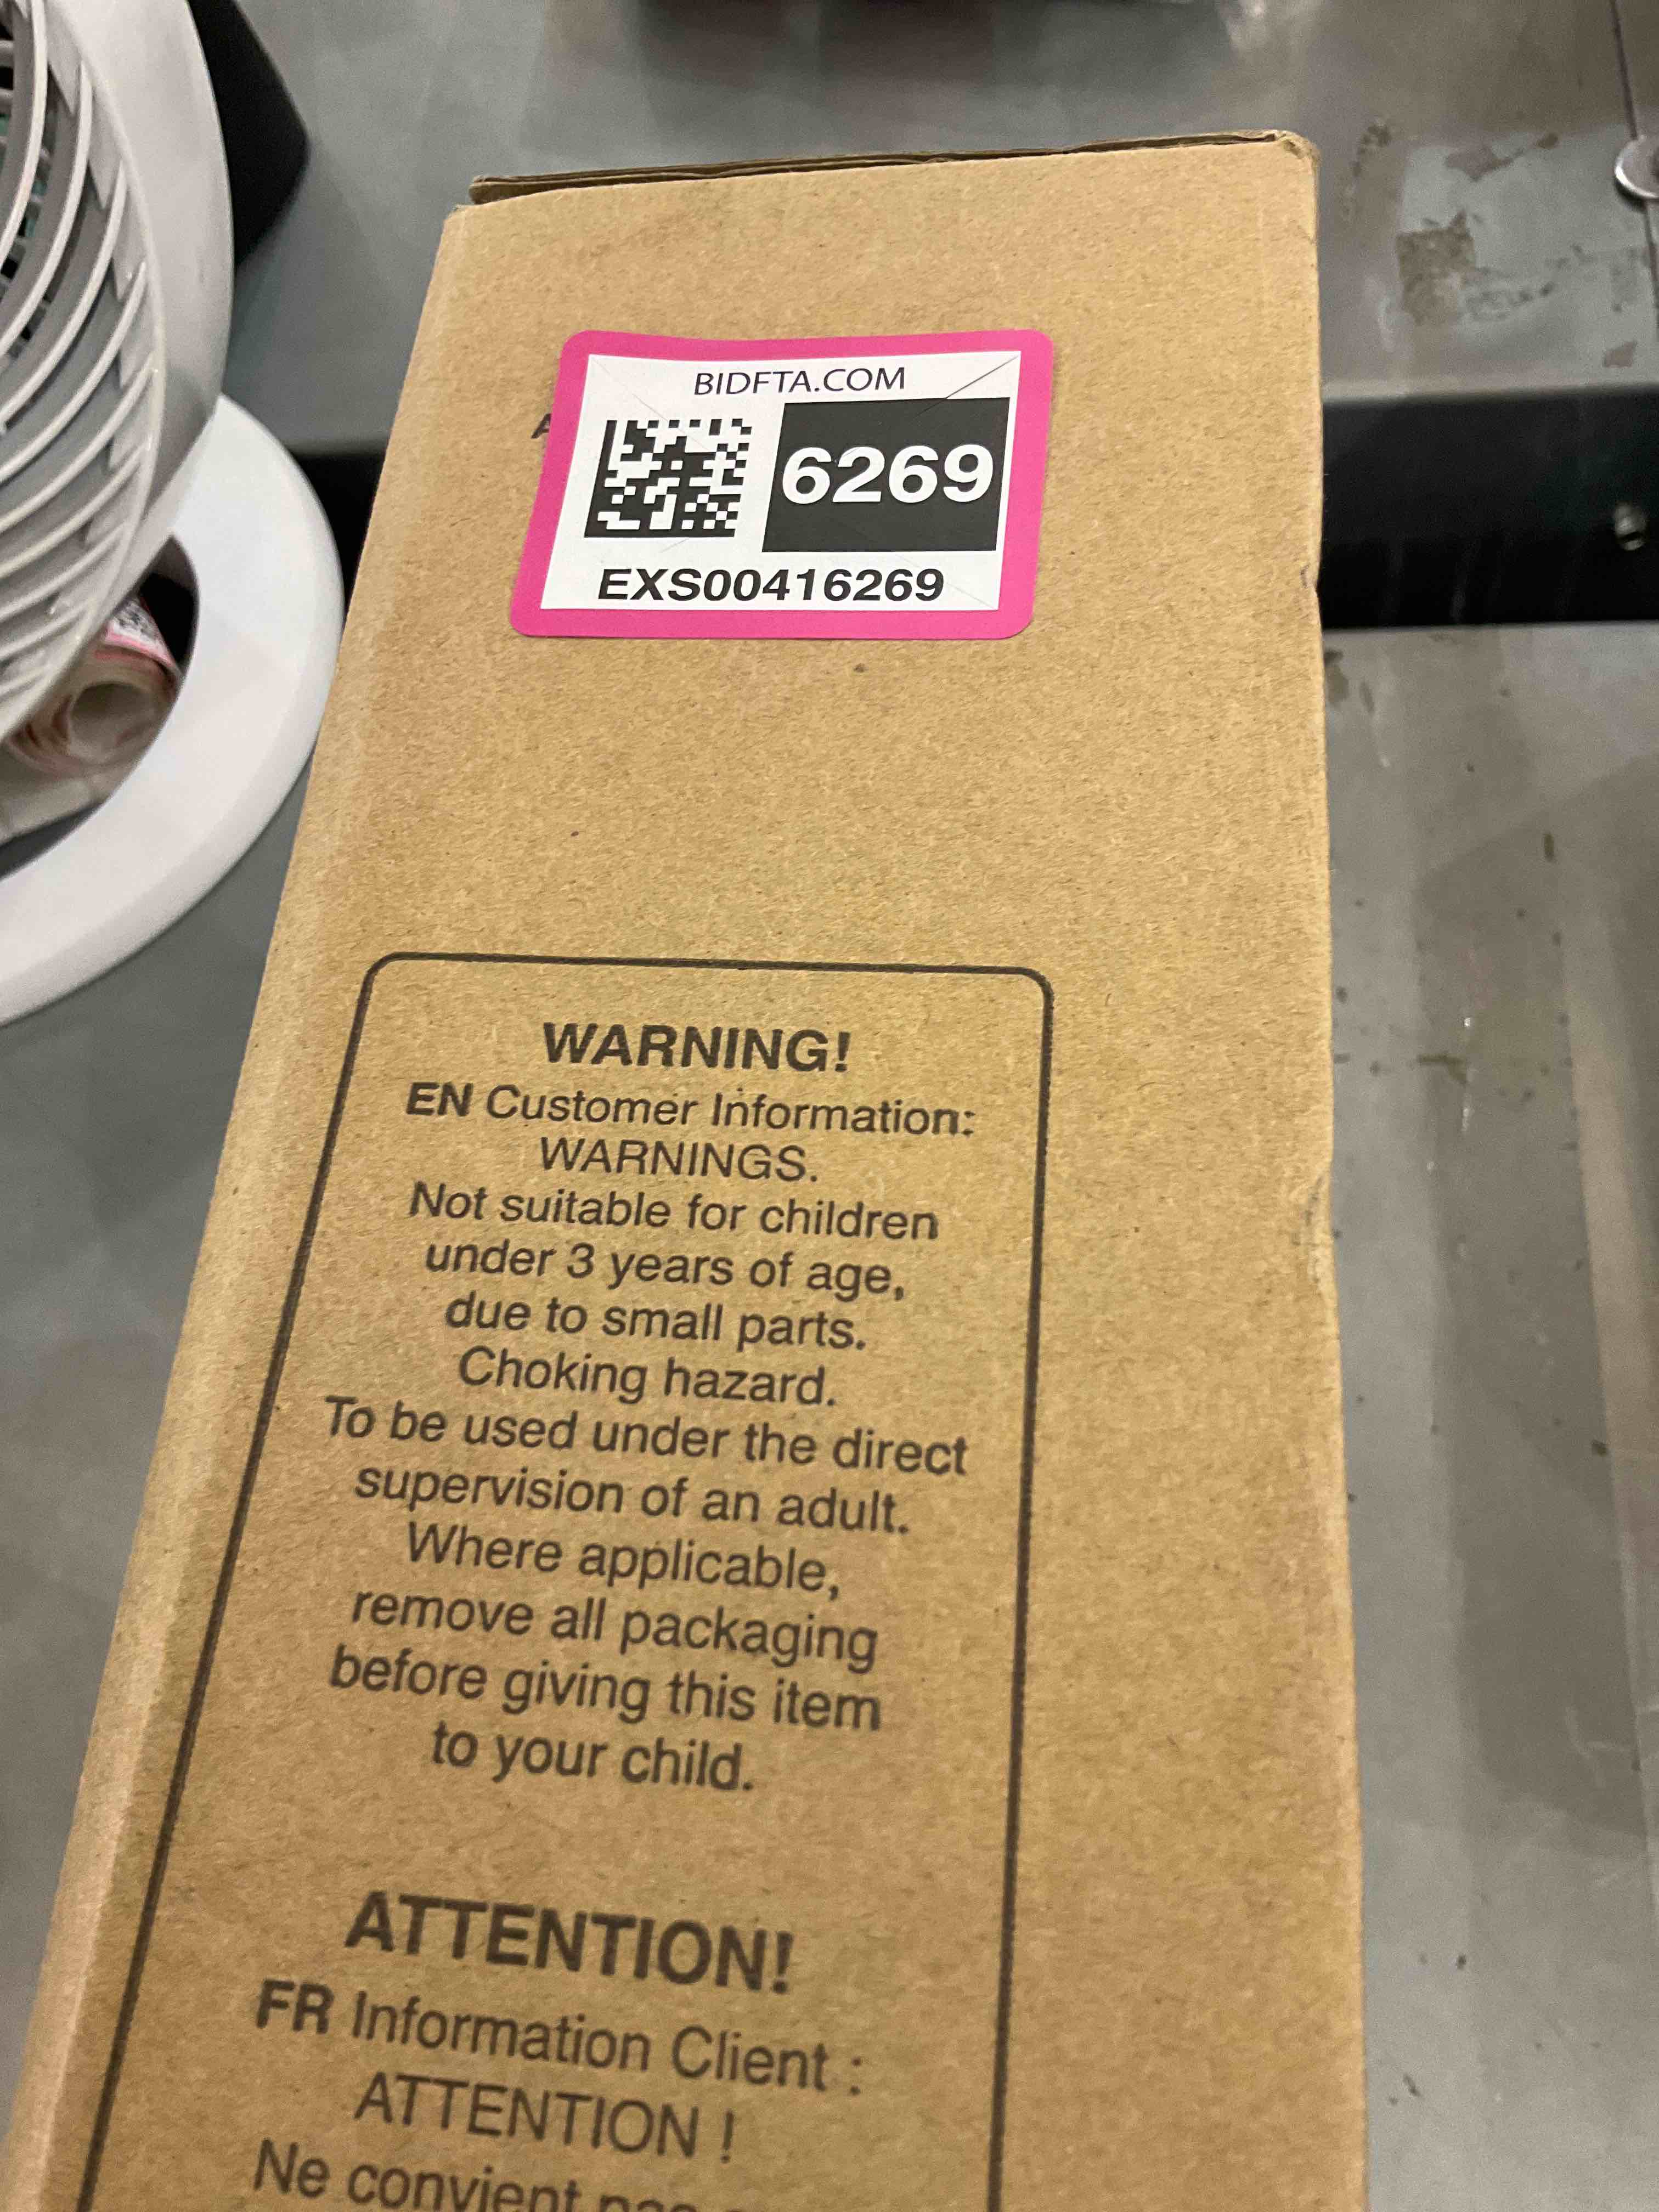 BIDFTA.COM
6269
EXS00416269
WARNING!
EN Customer Information:
WARNINGS.
Not suitable for children
under 3 years of age,
due to small parts.
Choking hazard.
To be used under the direct
supervision of an adult.
Where applicable,
remove all packaging
before giving this item
to your child.
ATTENTION!
FR Information Client :
ATTENTION !
Ne convient